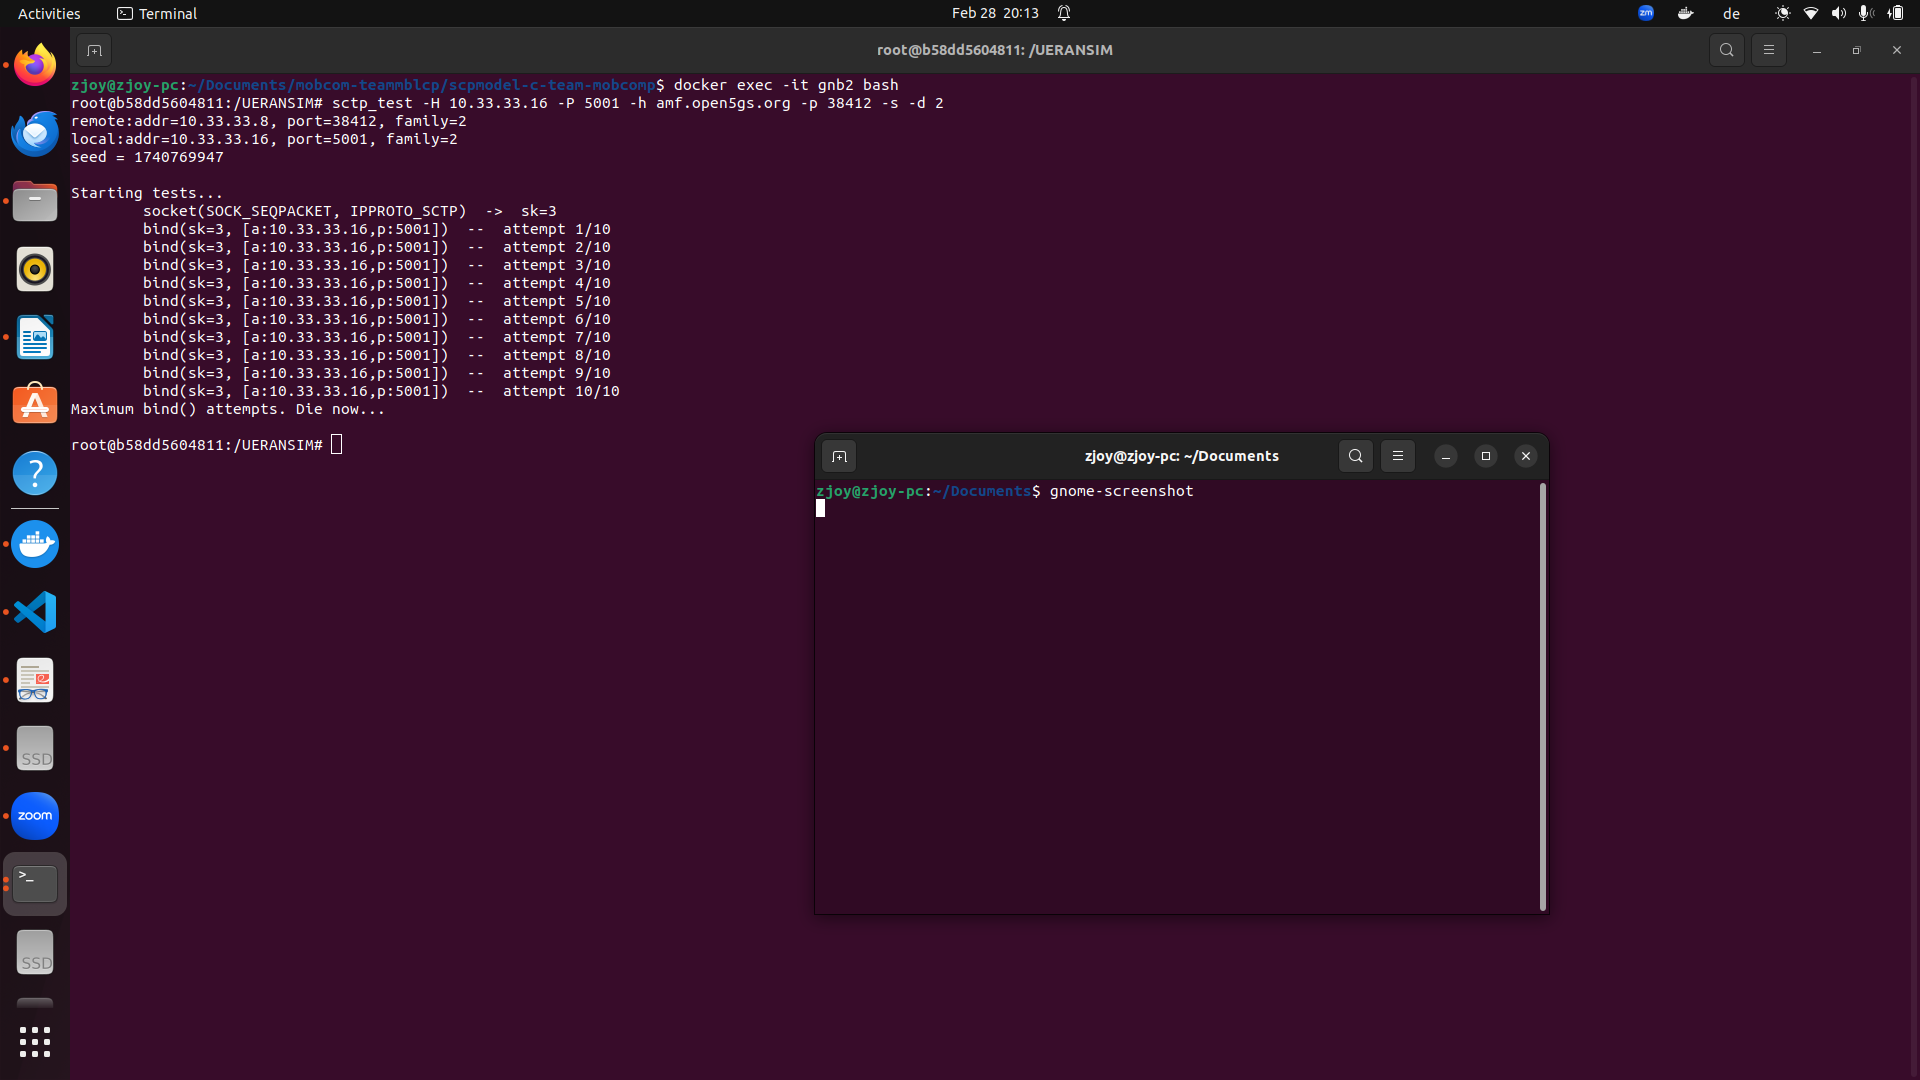 Activities
Terminal
Feb 28 20:13
zm
de
root@b58dd5604811: /UERANSIM
zjoy@zjoy-pc:~/Documents/mobcom-teammblcp/scpmodel-c-team-mobcomp$ docker exec -it gnb2 bash
root@b58dd5604811:/UERANSIM# sctp_test -H 10.33.33.16 -P 5001 -h amf.open5gs.org -p 38412 -s -d 2
remote:addr=10.33.33.8, port=38412, family=2
local:addr=10.33.33.16, port=5001, family=2
seed = 1740769947
Starting tests...
socket(SOCK_SEQPACKET, IPPROTO_SCTP)  ->  sk=3
bind(sk=3, [a:10.33.33.16,p:5001])  --  attempt 1/10
bind(sk=3, [a:10.33.33.16,p:5001])  --  attempt 2/10
bind(sk=3, [a:10.33.33.16,p:5001])  --  attempt 3/10
bind(sk=3, [a:10.33.33.16,p:5001])  --  attempt 4/10
bind(sk=3, [a:10.33.33.16,p:5001])  --  attempt 5/10
bind(sk=3, [a:10.33.33.16,p:5001])  --  attempt 6/10
bind(sk=3, [a:10.33.33.16,p:5001])  --  attempt 7/10
bind(sk=3, [a:10.33.33.16,p:5001])  --  attempt 8/10
bind(sk=3, [a:10.33.33.16,p:5001])  --  attempt 9/10
bind(sk=3, [a:10.33.33.16,p:5001])  --  attempt 10/10
Maximum bind() attempts. Die now...
root@b58dd5604811:/UERANSIM#
zjoy@zjoy-pc: ~/Documents
zjoy@zjoy-pc:~/Documents$ gnome-screenshot
SSD
zoom
>_
SSD